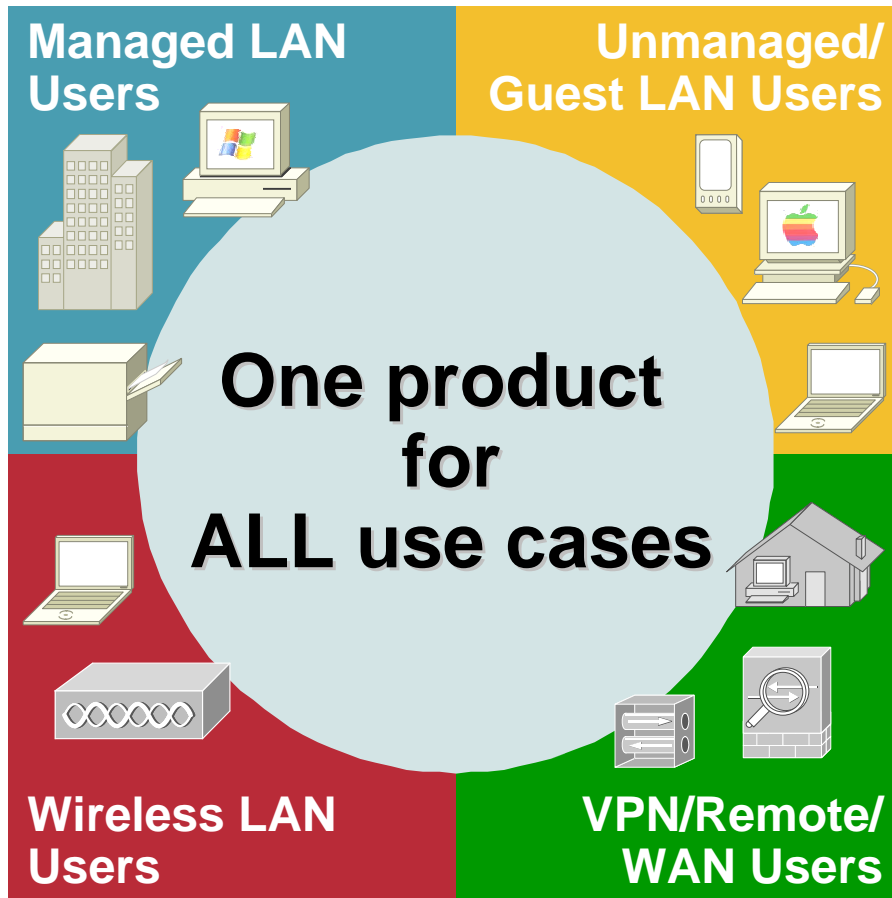 Managed LAN
Users
Unmanaged/
Guest LAN Users
One product
for
ALL use cases
Wireless LAN
Users
VPN/Remote/
WAN Users